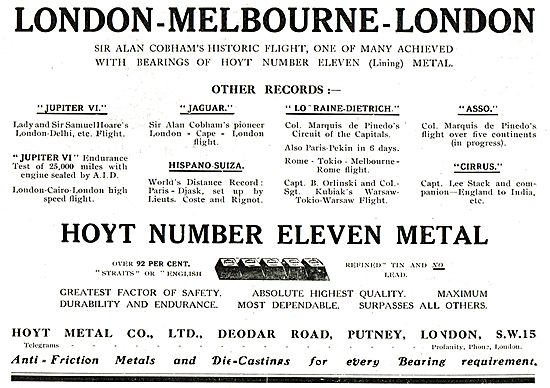 LONDON-MELBOURNE-LONDON
SIR ALAN COBHAM'S HISTORIC FLIGHT, ONE OF MANY ACHIEVED
WITH BEARINGS OF HOYT NUMBER ELEVEN (Lining) METAL.
OTHER RECORDS :—
"JUPITER VI."
Lady and Sir Samuel Hoare's
London-Delhi, etc. Flight.
"JUPITER VI" Endurance
Test of 25,000 miles with
engine sealed by A.I.D.
London-Cairo-London high
speed flight.
"JAGUAR."
Sir Alan Cobham's pioneer
London - Cape - London
flight.
HISPANO-SUIZA.
World's Distance Record :
Paris - Djask, set up by
Lieuts. Coste and Rignot.
"LORRAINE-DIETRICH."
Col. Marquis de Pinedo's
Circuit of the Capitals.
Also Paris-Pekin in 6 days.
Rome - Tokio - Melbourne-
Rome flight.
Capt. B. Orlinski and Col.-
Sgt. Kubiak's Warsaw-
Tokio-Warsaw Flight.
"ASSO."
Col. Marquis de Pinedo's
flight over five continents
(in progress).
"CIRRUS."
Capt. Lee Stack and com-
panion—England to India,
etc.
HOYT NUMBER ELEVEN METAL
OVER 92 PER CENT.
"STRAITS" OR "ENGLISH
REFINED" TIN AND NO
LEAD.
GREATEST FACTOR OF SAFETY. ABSOLUTE HIGHEST QUALITY. MAXIMUM
DURABILITY AND ENDURANCE. MOST DEPENDABLE. SURPASSES ALL OTHERS.
HOYT METAL CO., LTD., DEODAR ROAD, PUTNEY, LONDON, S.W.15
Telegrams - - - - - - - - - - - Profanity, Phone, London.
Anti-Friction Metals and Die-Castings for every Bearing requirement.